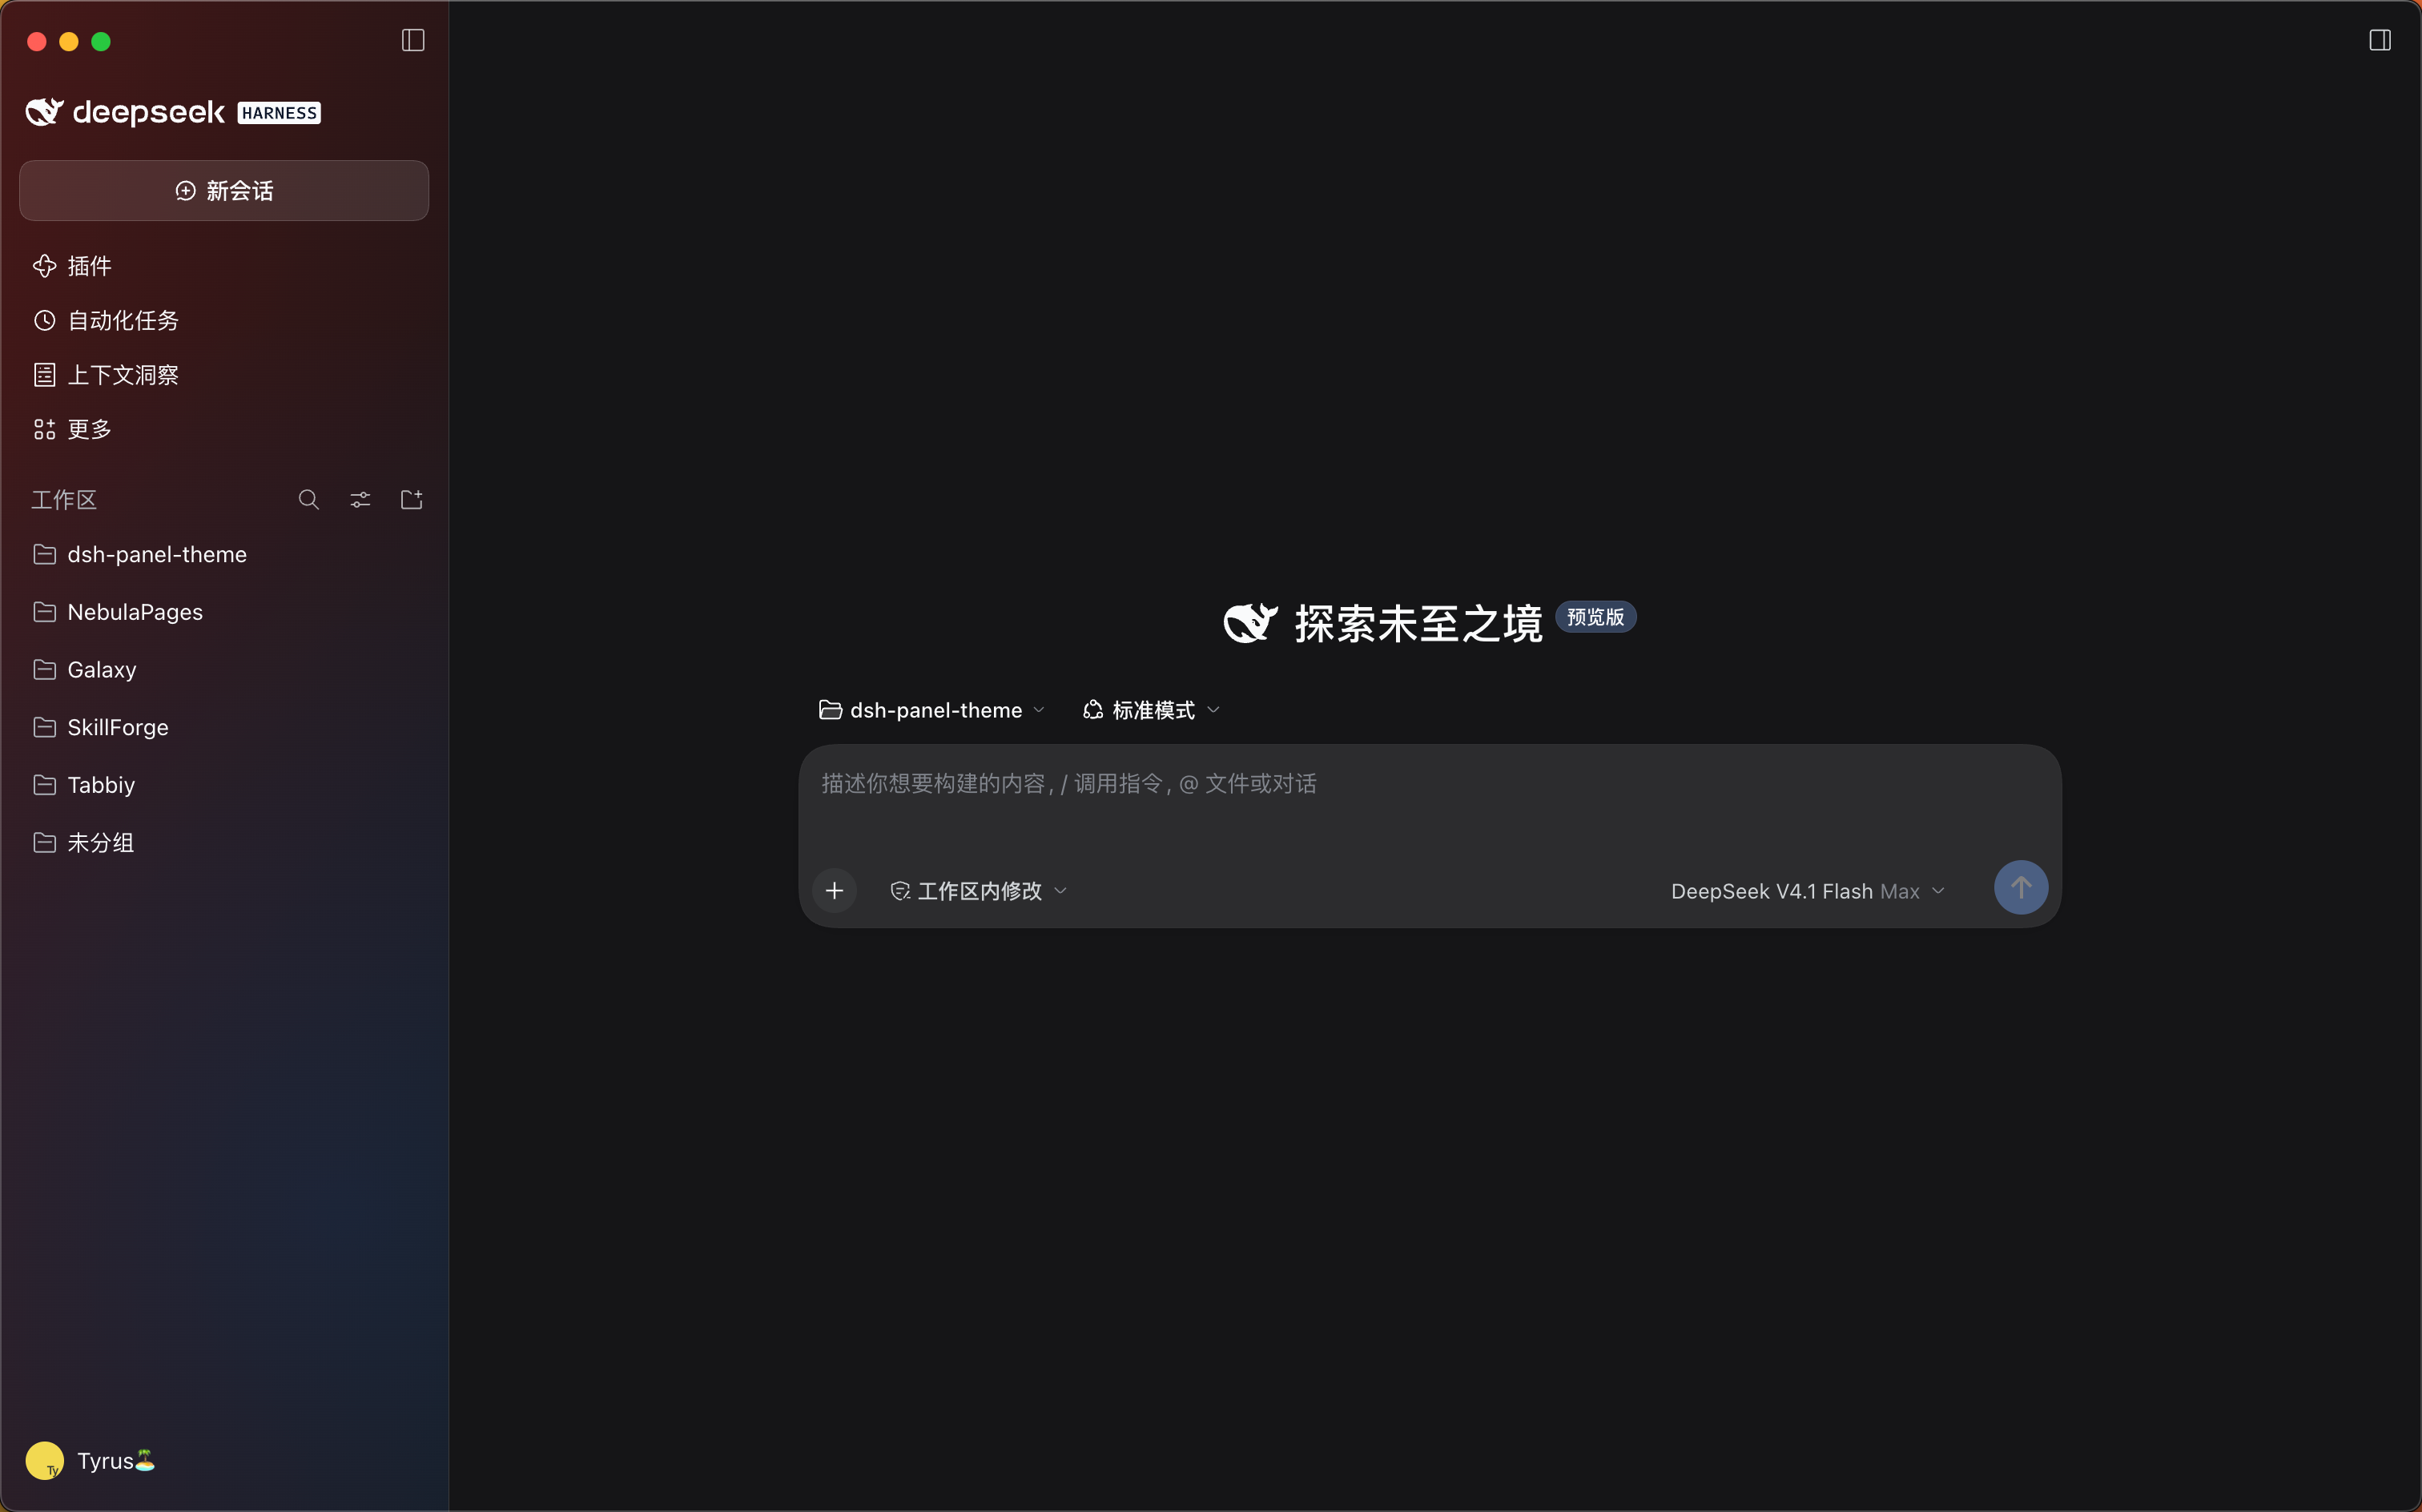 deepseek HARNESS
新会话
插件
自动化任务
上下文洞察
更多
工作区
dsh-panel-theme
NebulaPages
Galaxy
SkillForge
Tabbiy
未分组
Ty
Tyrus🏝️
探索未至之境 预览版
dsh-panel-theme 标准模式
描述你想要构建的内容, / 调用指令, @ 文件或对话
工作区内修改 DeepSeek V4.1 Flash Max